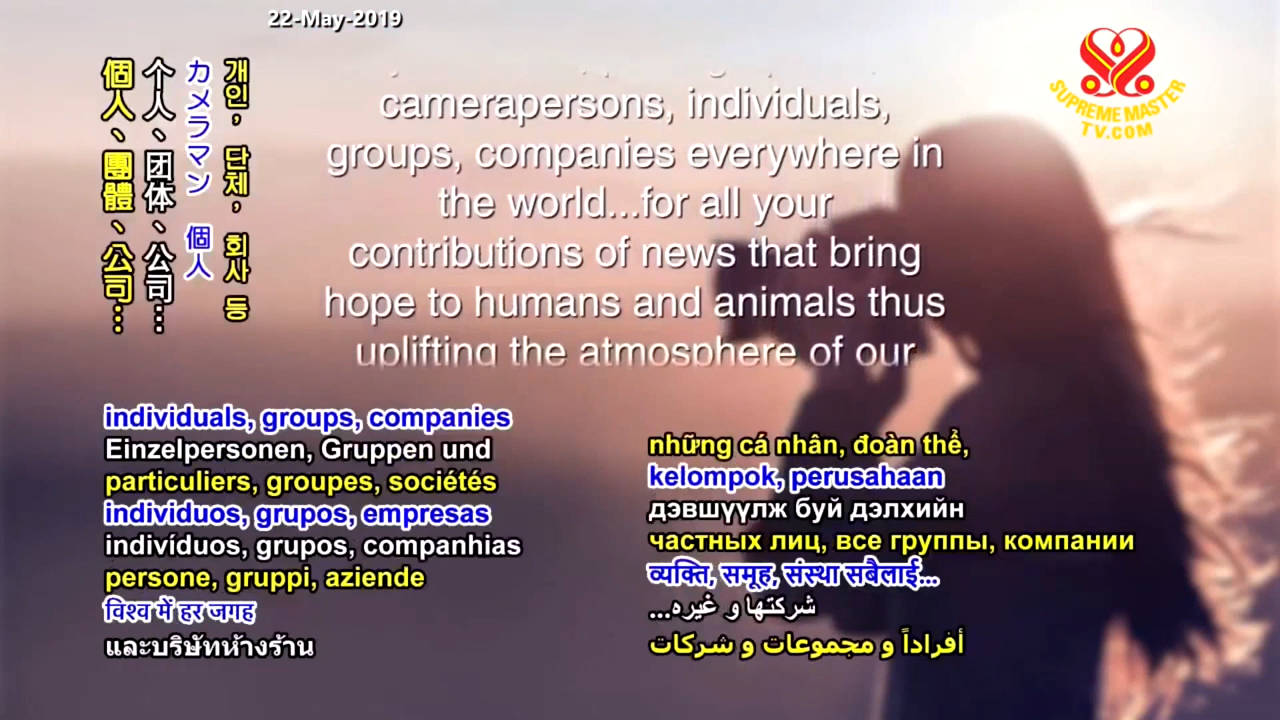 22-May-2019
SUPREME MASTER
TV.COM
個人、團體、公司…
个人、团体、公司…
カメラマン 個人
개인, 단체, 회사 등
camerapersons, individuals,
groups, companies everywhere in
the world...for all your
contributions of news that bring
hope to humans and animals thus
uplifting the atmosphere of our
individuals, groups, companies
Einzelpersonen, Gruppen und
particuliers, groupes, sociétés
individuos, grupos, empresas
indivíduos, grupos, companhias
persone, gruppi, aziende
विश्व में हर जगह
และบริษัทห้างร้าน
những cá nhân, đoàn thể,
kelompok, perusahaan
дэвшүүлж буй дэлхийн
частных лиц, все группы, компании
व्यक्ति, समूह, संस्था सबैलाई...
شرکتها و غیره...
أفراداً و مجموعات و شركات